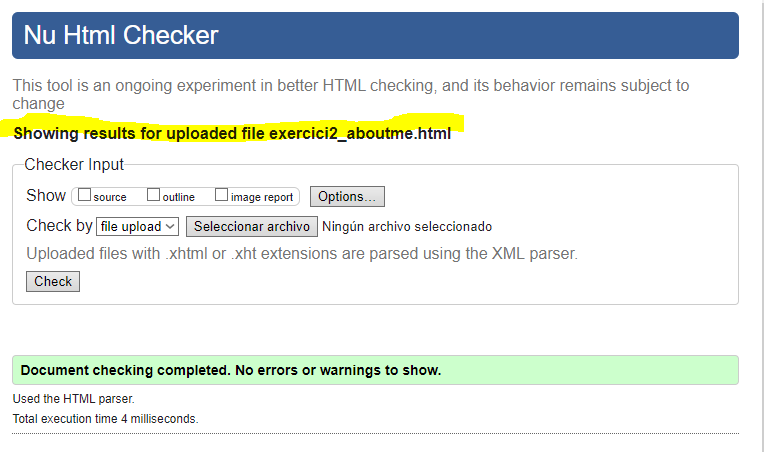 Nu Html Checker
This tool is an ongoing experiment in better HTML checking, and its behavior remains subject to
change
Showing results for uploaded file exercici2_aboutme.html
Checker Input
Show source outline image report Options...
Check by file upload Seleccionar archivo Ningún archivo seleccionado
Uploaded files with .xhtml or .xht extensions are parsed using the XML parser.
Check
Document checking completed. No errors or warnings to show.
Used the HTML parser.
Total execution time 4 milliseconds.